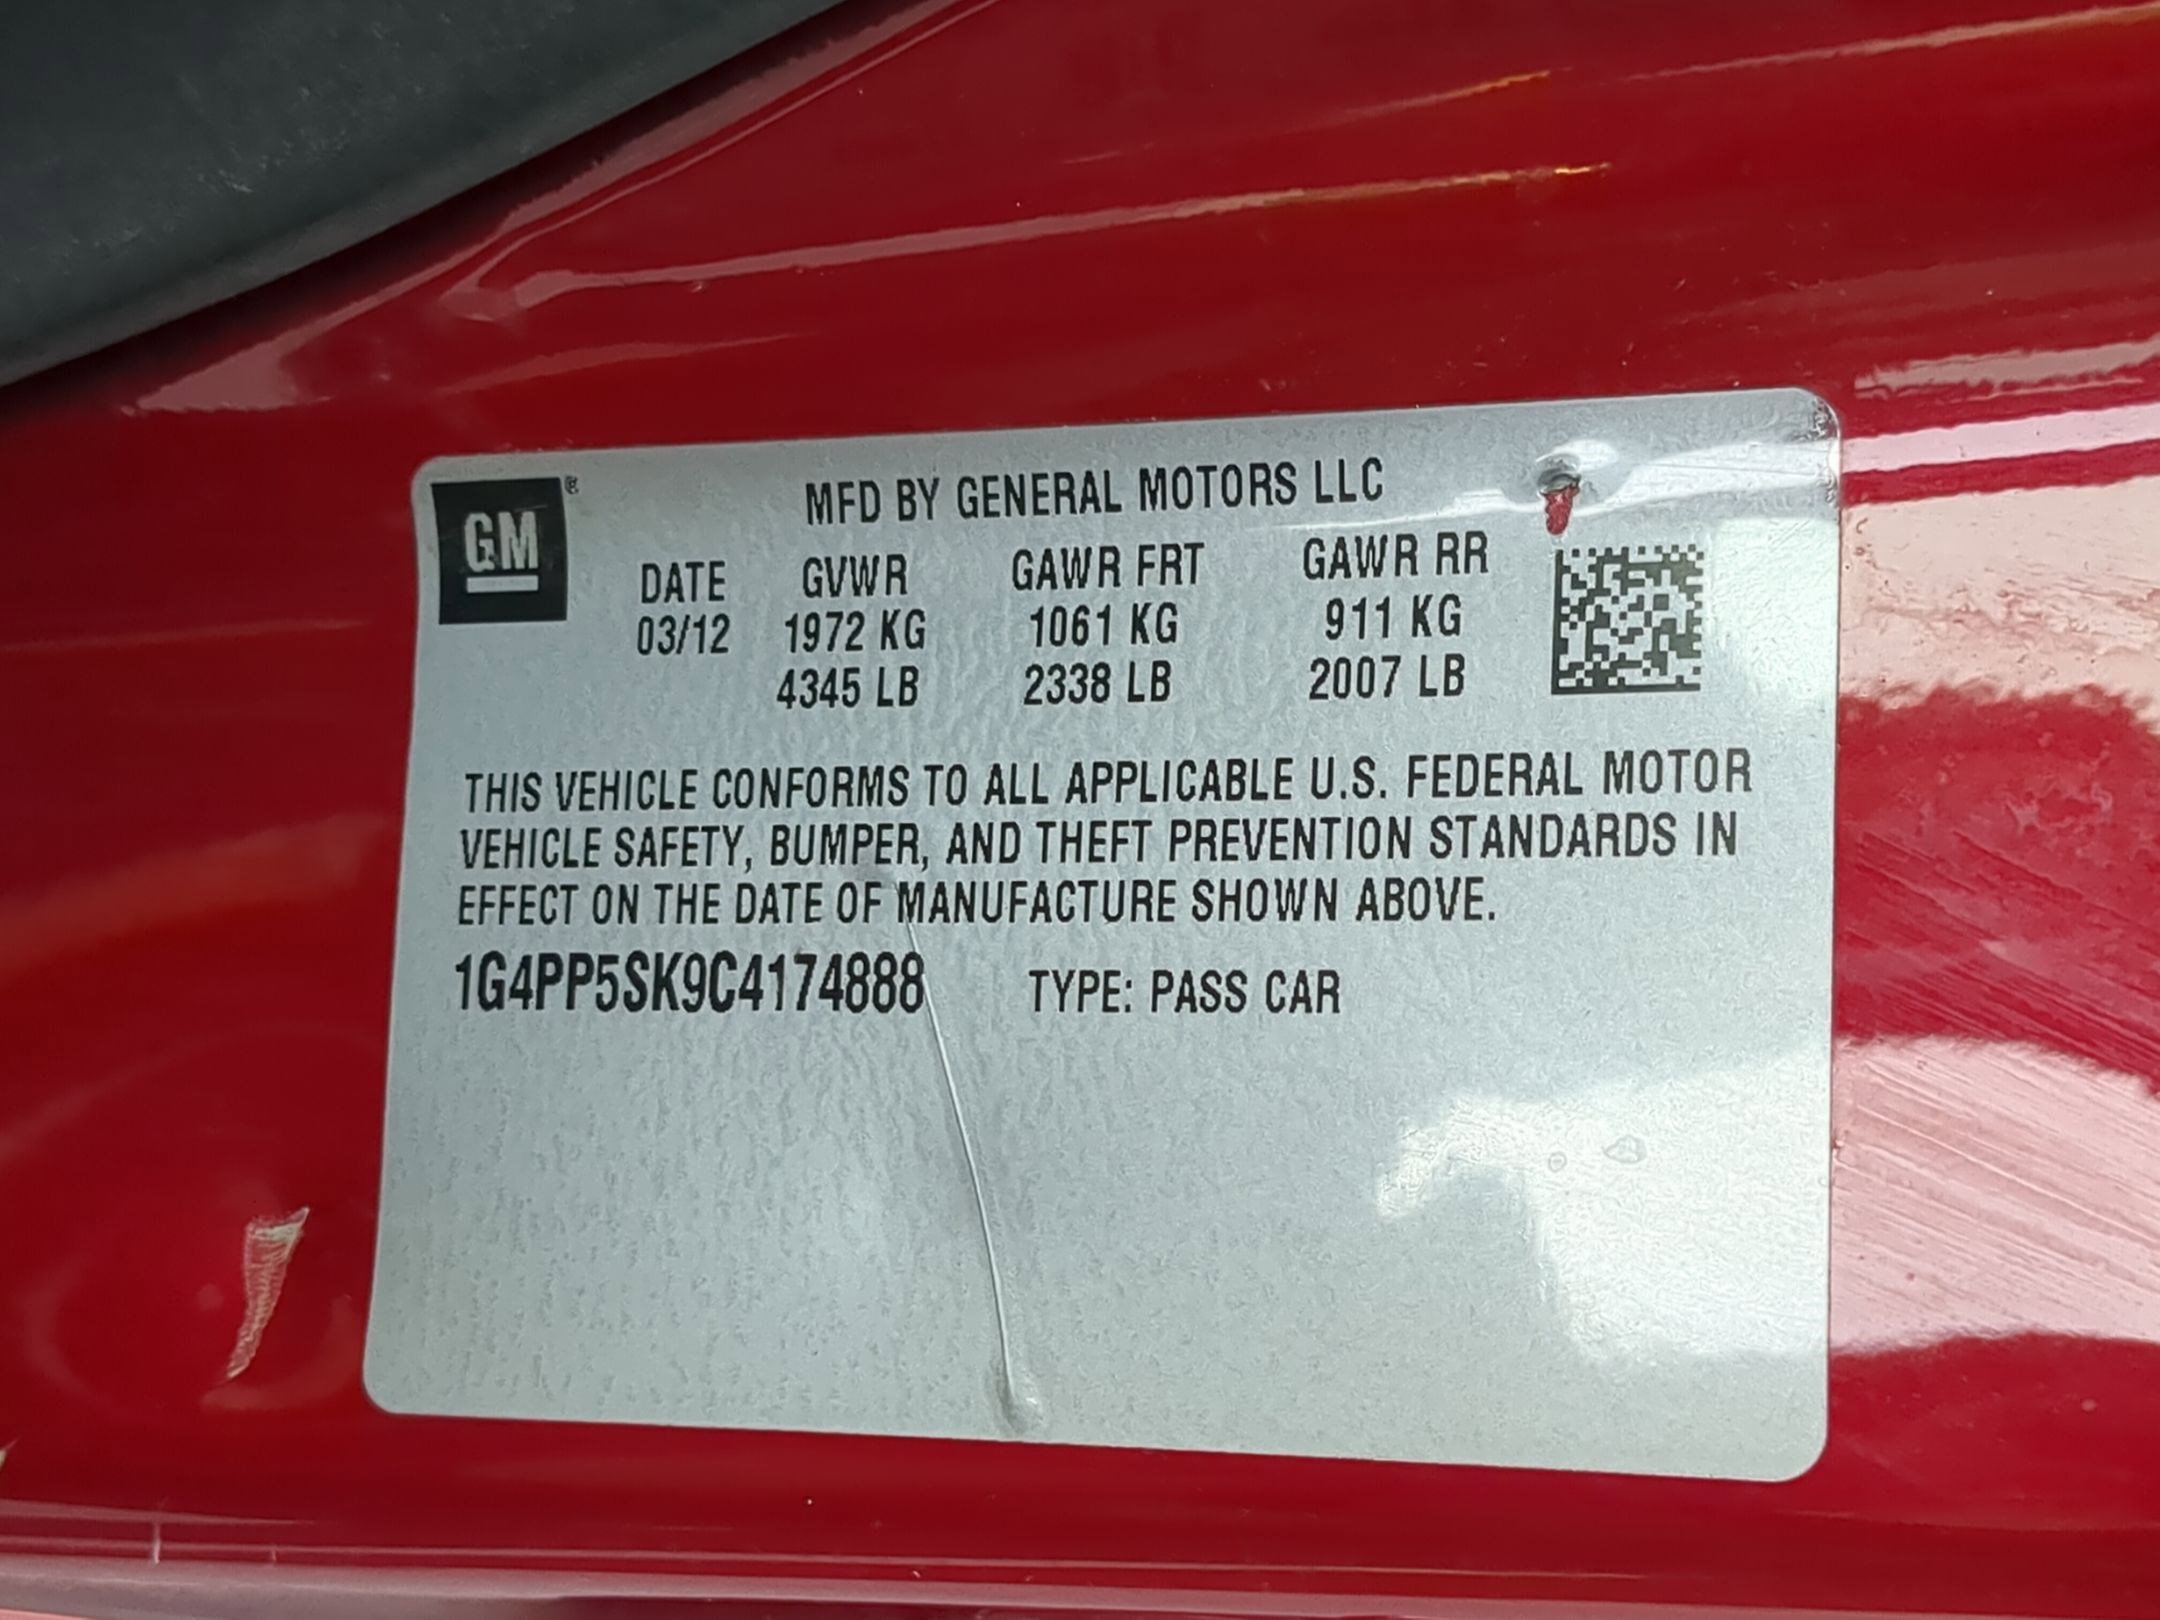 GM ®
MFD BY GENERAL MOTORS LLC
DATE GVWR GAWR FRT GAWR RR
03/12 1972 KG 1061 KG 911 KG
4345 LB 2338 LB 2007 LB
THIS VEHICLE CONFORMS TO ALL APPLICABLE U.S. FEDERAL MOTOR
VEHICLE SAFETY, BUMPER, AND THEFT PREVENTION STANDARDS IN
EFFECT ON THE DATE OF MANUFACTURE SHOWN ABOVE.
1G4PP5SK9C4174888 TYPE: PASS CAR